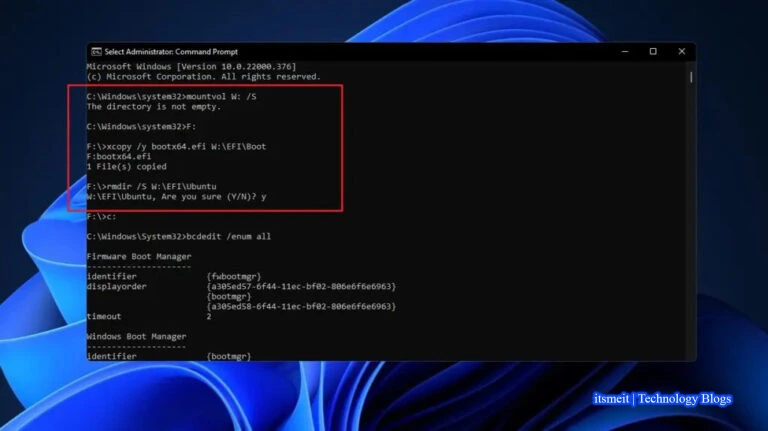 Select Administrator: Command Prompt
Microsoft Windows [Version 10.0.22000.376]
(c) Microsoft Corporation. All rights reserved.
C:\Windows\system32>mountvol W: /S
The directory is not empty.
C:\Windows\system32>F:
F:\>xcopy /y bootx64.efi W:\EFI\Boot
F:bootx64.efi
1 File(s) copied
F:\>rmdir /S W:\EFI\Ubuntu
W:\EFI\Ubuntu, Are you sure (Y/N)? y
F:\>c:
C:\Windows\System32>bcdedit /enum all
Firmware Boot Manager
---------------------
identifier {fwbootmgr}
displayorder {a305ed57-6f44-11ec-bf02-806e6f6e6963}
{bootmgr}
{a305ed58-6f44-11ec-bf02-806e6f6e6963}
timeout 2
Windows Boot Manager
--------------------
identifier {bootmgr}
itsmeit | Technology Blogs